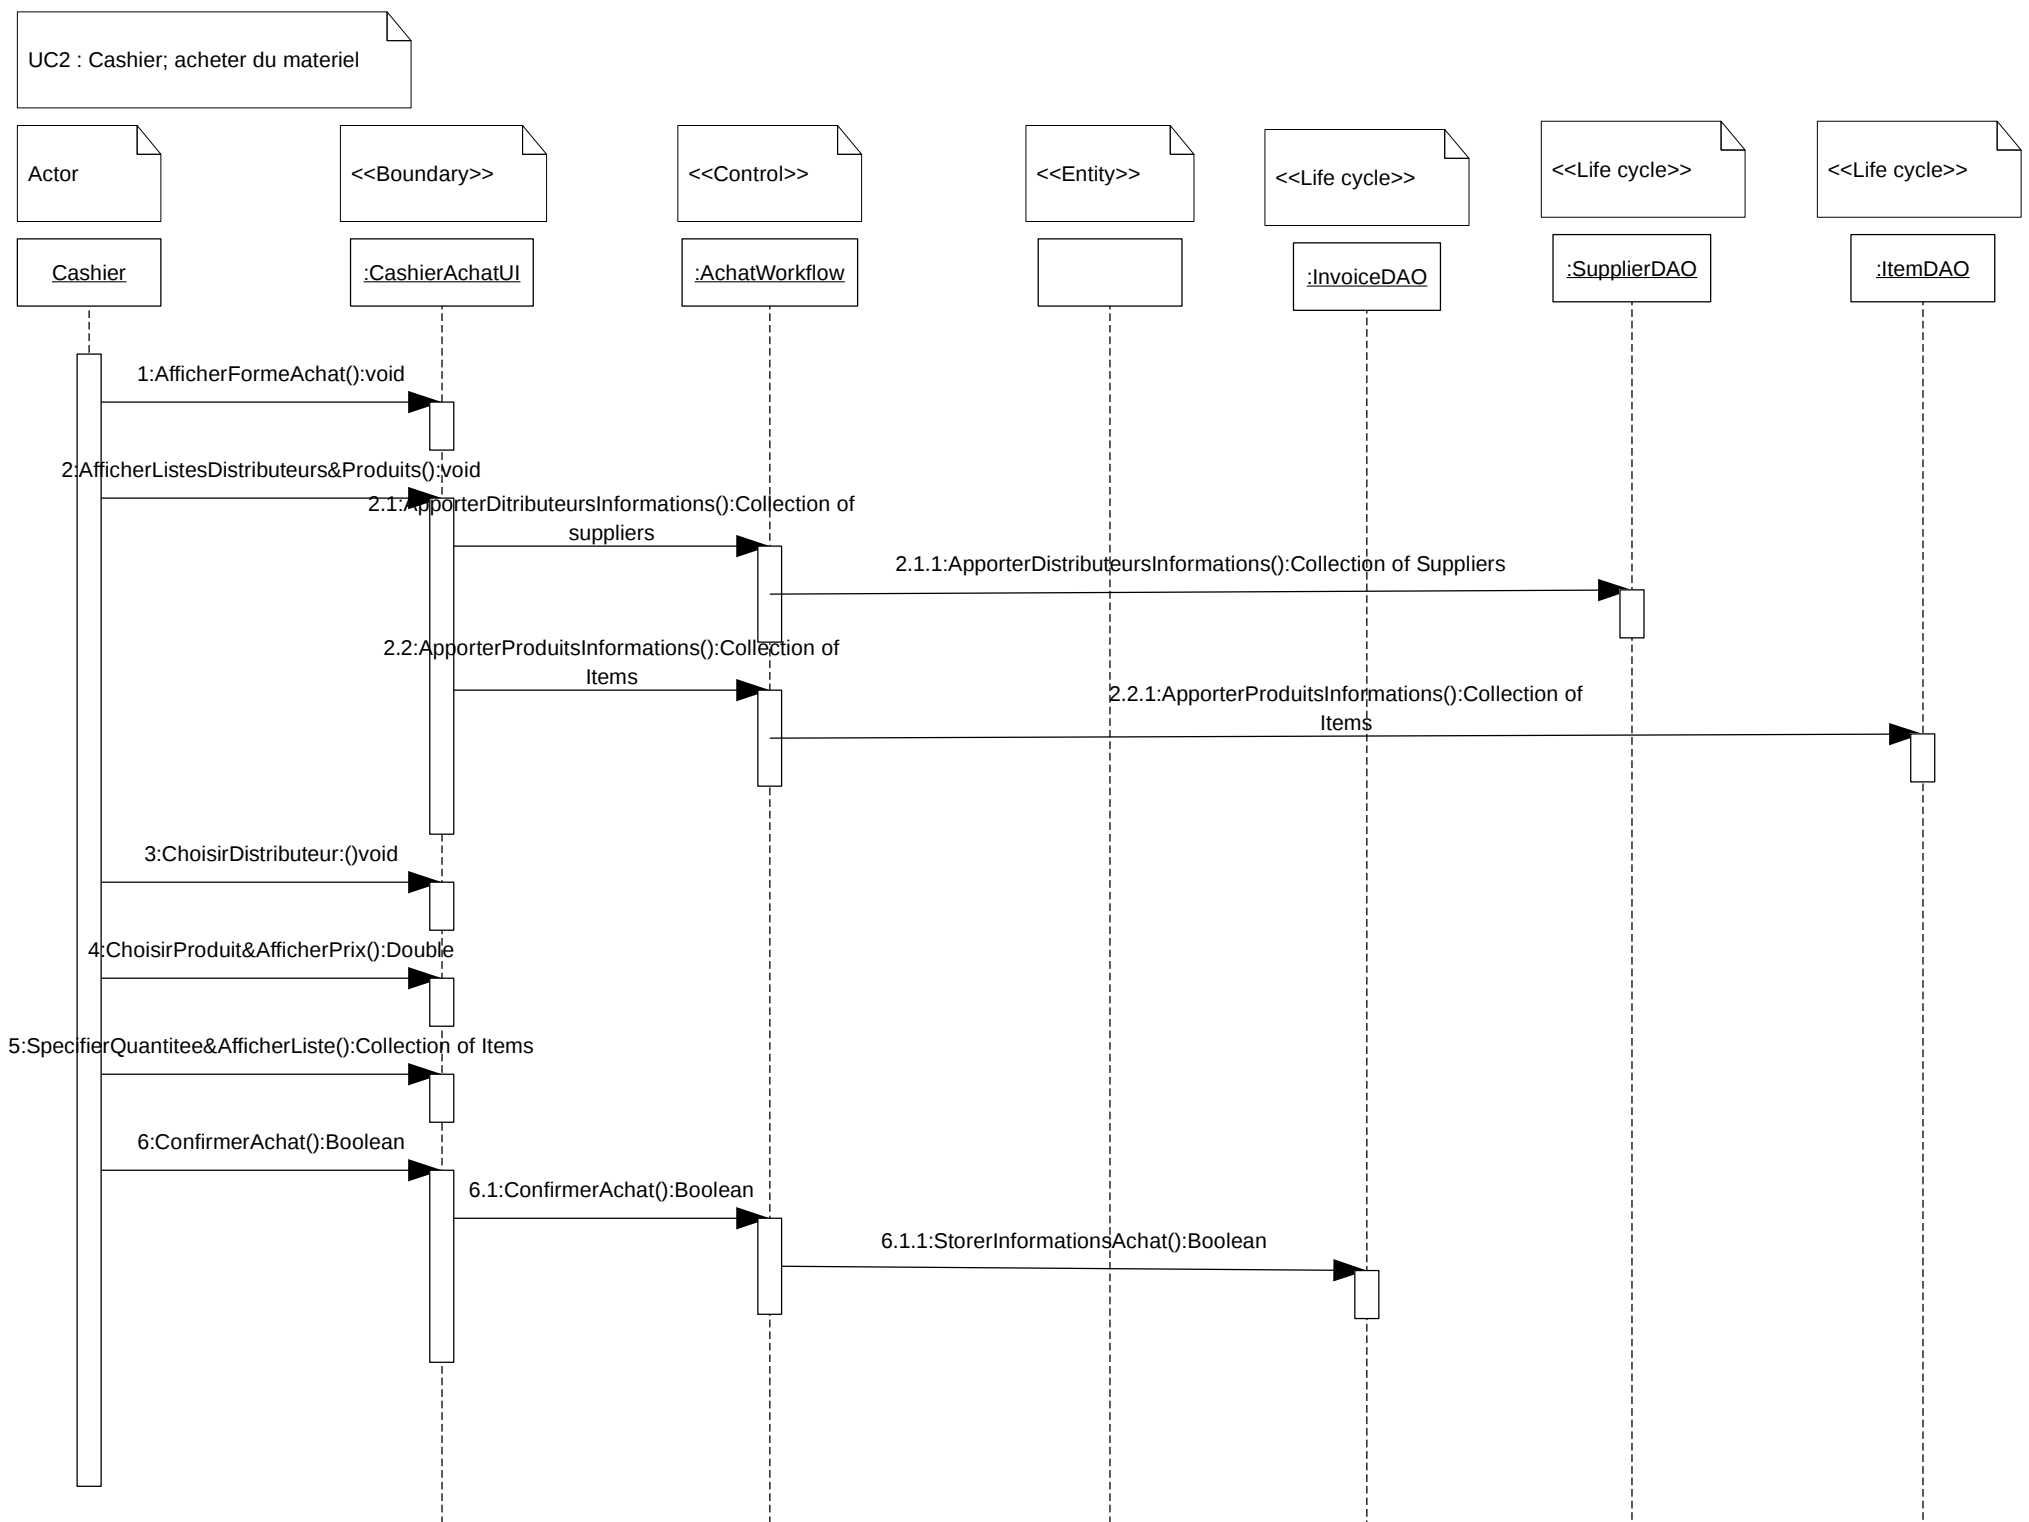 UC2 : Cashier; acheter du materiel
Actor
<<Boundary>>
<<Control>>
<<Entity>>
<<Life cycle>>
<<Life cycle>>
<<Life cycle>>
Cashier
:CashierAchatUI
:AchatWorkflow
:InvoiceDAO
:SupplierDAO
:ItemDAO
1:AfficherFormeAchat():void
2:AfficherListesDistributeurs&Produits():void
2.1:ApporterDitributeursInformations():Collection of
suppliers
2.1.1:ApporterDistributeursInformations():Collection of Suppliers
2.2:ApporterProduitsInformations():Collection of
Items
2.2.1:ApporterProduitsInformations():Collection of
Items
3:ChoisirDistributeur:()void
4:ChoisirProduit&AfficherPrix():Double
5:SpecifierQuantitee&AfficherListe():Collection of Items
6:ConfirmerAchat():Boolean
6.1:ConfirmerAchat():Boolean
6.1.1:StorerInformationsAchat():Boolean